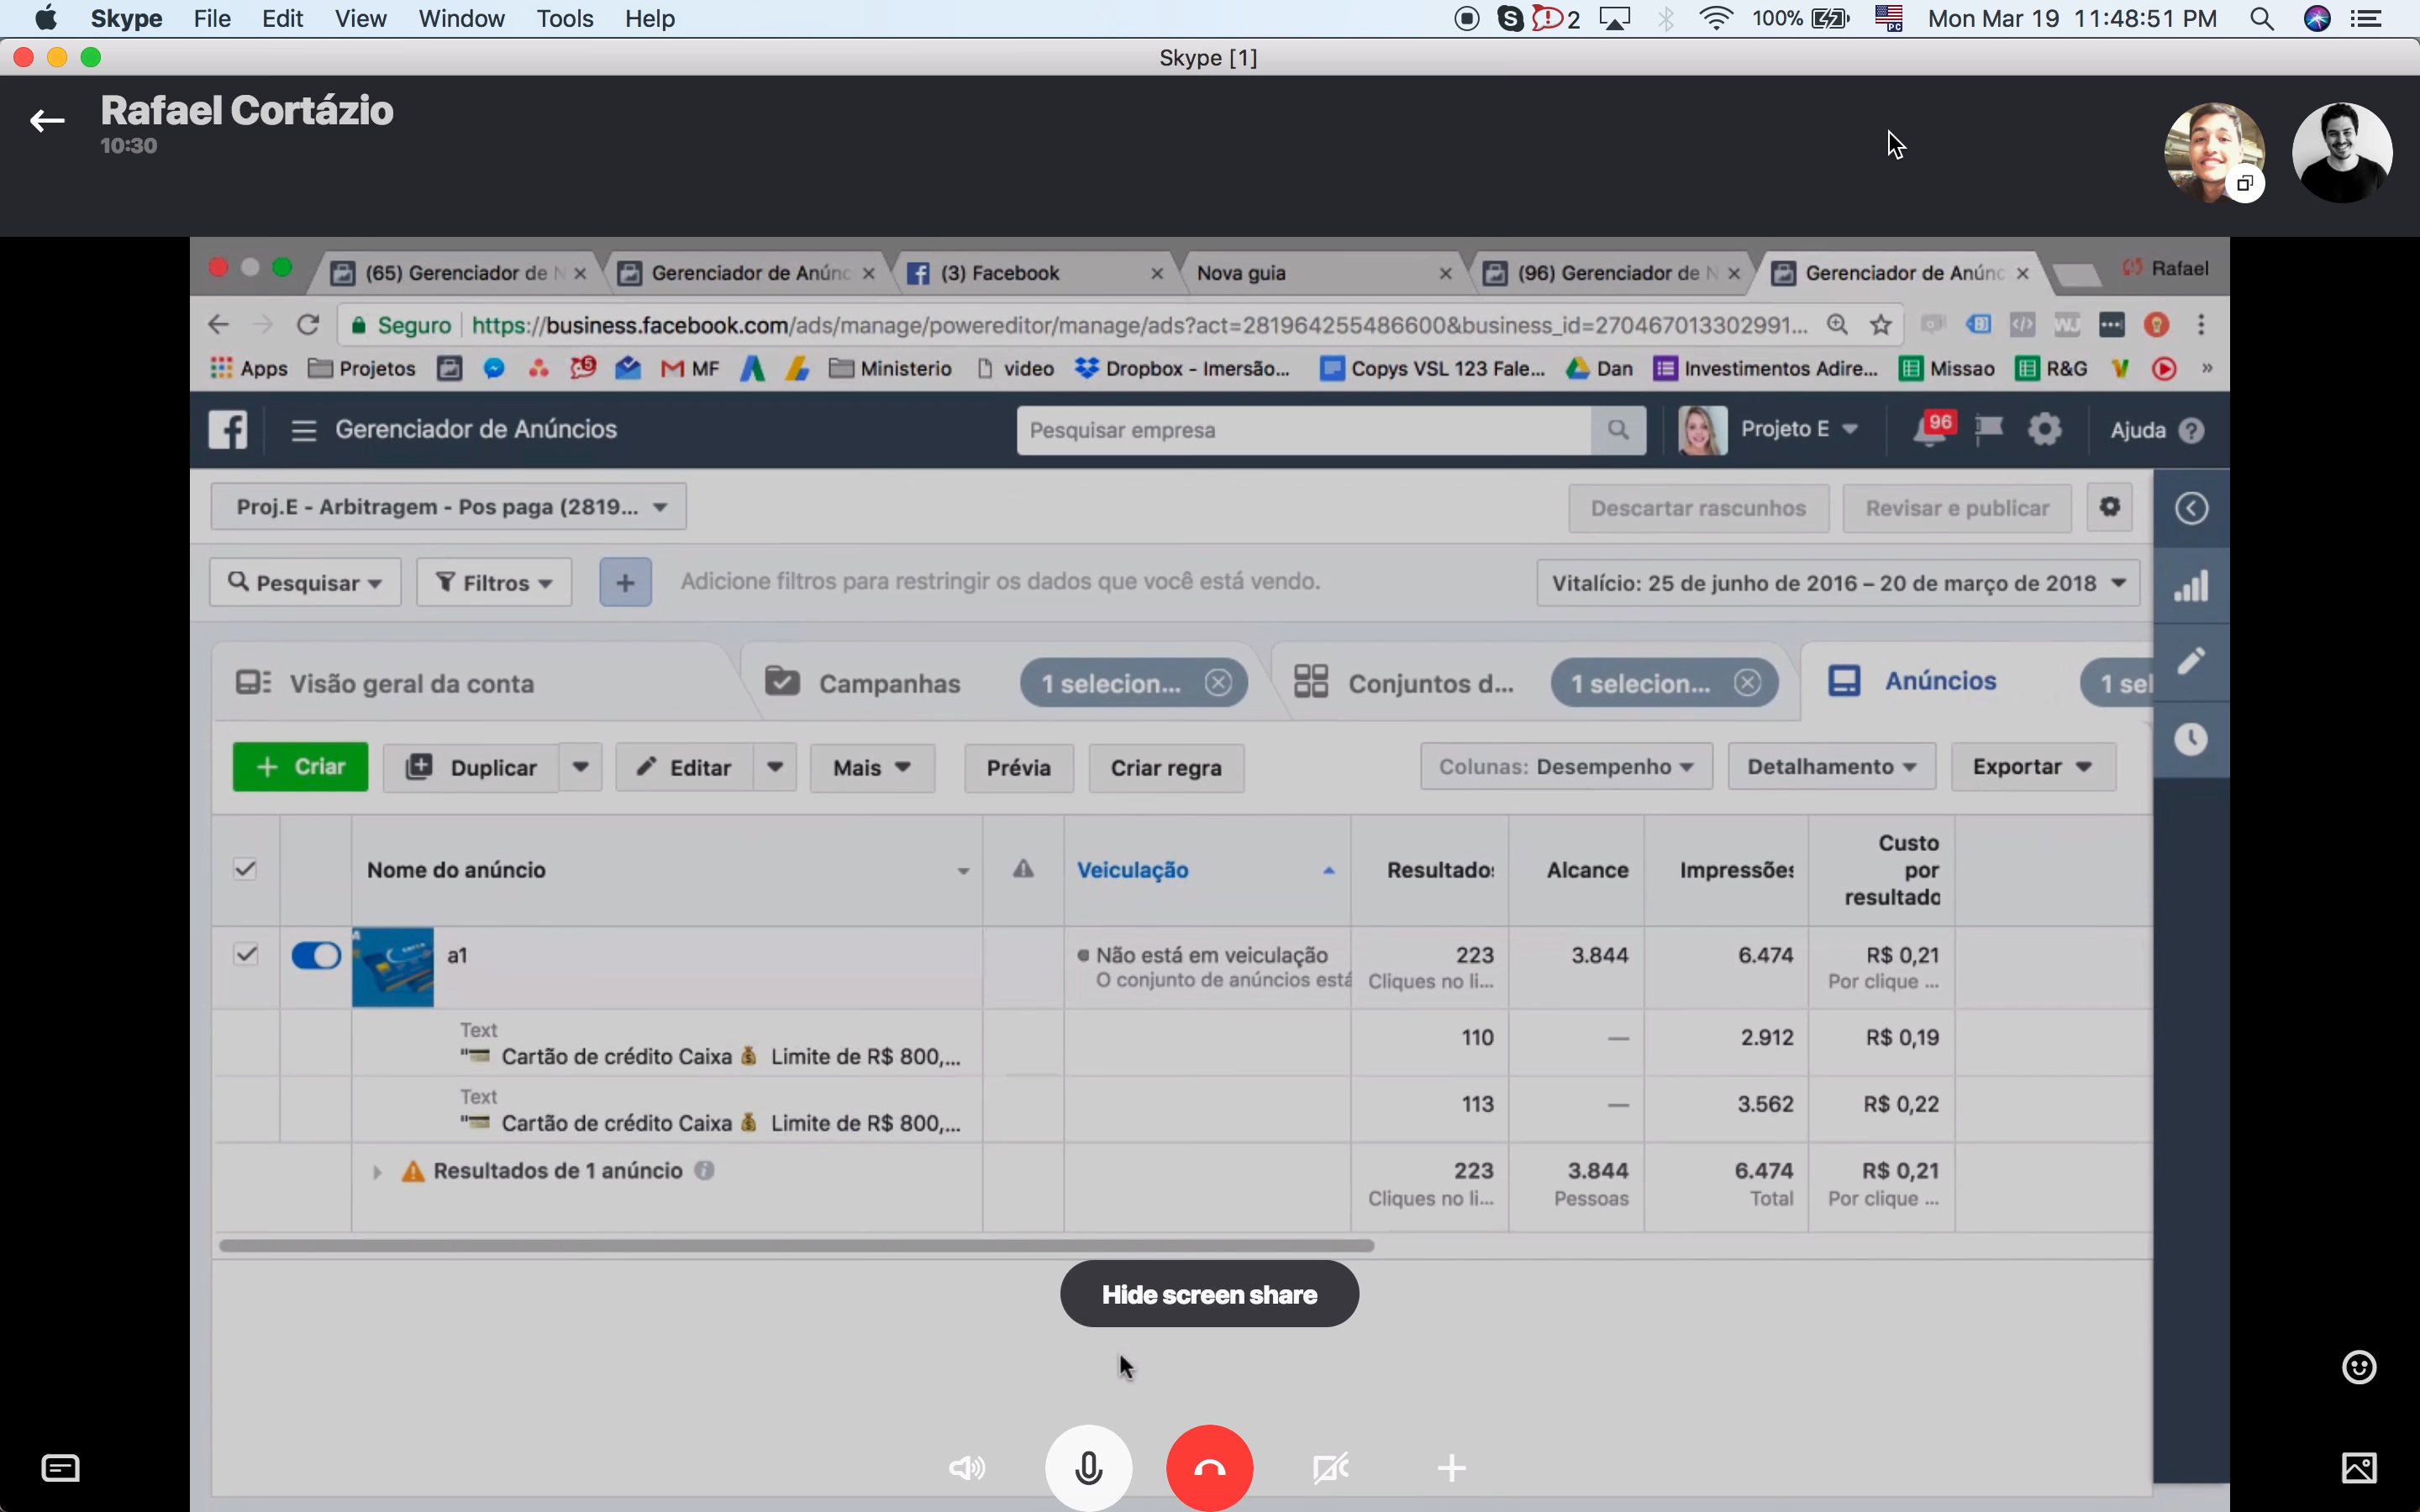 Skype File Edit View Window Tools Help 2 100% Mon Mar 19 11:48:51 PM
Skype [1]
Rafael Cortázio
10:30
(65) Gerenciador de N Gerenciador de Anúnc (3) Facebook Nova guia (96) Gerenciador de N Gerenciador de Anúnc Rafael
Seguro https://business.facebook.com/ads/manage/powereditor/manage/ads?act=281964255486600&business_id=270467013302991...
Apps Projetos 5 MF Ministerio video Dropbox - Imersão... Copys VSL 123 Fale... Dan Investimentos Adire... Missao R&G »
Gerenciador de Anúncios Pesquisar empresa Projeto E 96 Ajuda
Proj.E - Arbitragem - Pos paga (2819... Descartar rascunhos Revisar e publicar
Pesquisar Filtros + Adicione filtros para restringir os dados que você está vendo. Vitalício: 25 de junho de 2016 – 20 de março de 2018
Visão geral da conta Campanhas 1 selecion... Conjuntos d... 1 selecion... Anúncios 1 sel
+ Criar Duplicar Editar Mais Prévia Criar regra Colunas: Desempenho Detalhamento Exportar
Nome do anúncio Veiculação Resultados Alcance Impressões Custo por resultado
a1 Não está em veiculação 223 3.844 6.474 R$ 0,21
O conjunto de anúncios está Cliques no li... Por clique ...
Text
" Cartão de crédito Caixa Limite de R$ 800,... 110 — 2.912 R$ 0,19
Text
" Cartão de crédito Caixa Limite de R$ 800,... 113 — 3.562 R$ 0,22
Resultados de 1 anúncio 223 3.844 6.474 R$ 0,21
Cliques no li... Pessoas Total Por clique ...
Hide screen share